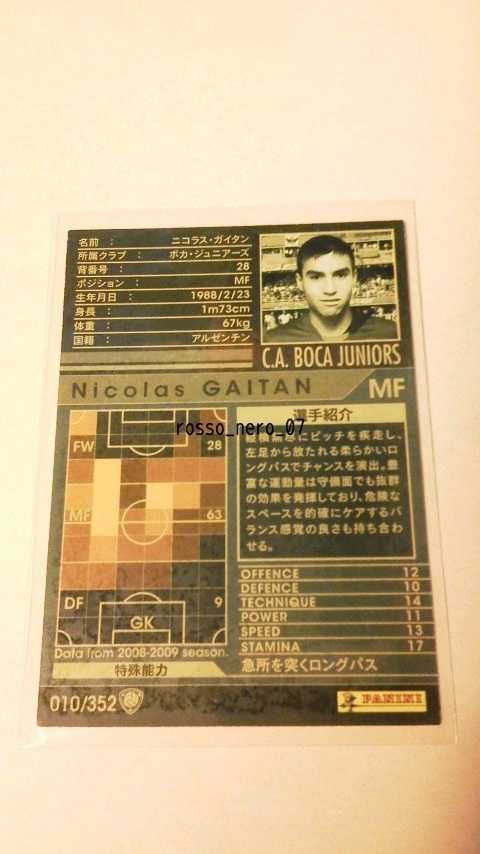 名前 : ニコラス・ガイタン
所属クラブ : ボカ・ジュニアーズ
背番号 : 28
ポジション : MF
生年月日 : 1988/2/23
身長 : 1m73cm
体重 : 67kg
国籍 : アルゼンチン
C.A. BOCA JUNIORS
Nicolas GAITAN MF
rosso_nero_07
FW 28
MF 63
DF 9
GK
Data from 2008-2009 season.
選手紹介
にピッチを疾走し、
左足から放たれる柔らかいロ
ングパスでチャンスを演出。豊
富な運動量は守備面でも抜群
の効果を発揮しており、危険な
スペースを的確にケアするバ
ランス感覚の良さも持ち合わ
せる。
OFFENCE 12
DEFENCE 10
TECHNIQUE 14
POWER 11
SPEED 13
STAMINA 17
特殊能力 急所を突くロングパス
010/352
PANINI